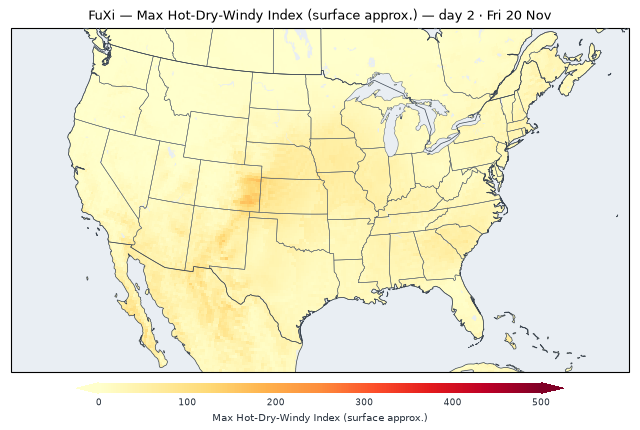 FuXi — Max Hot-Dry-Windy Index (surface approx.) — day 2 · Fri 20 Nov
0 100 200 300 400 500
Max Hot-Dry-Windy Index (surface approx.)